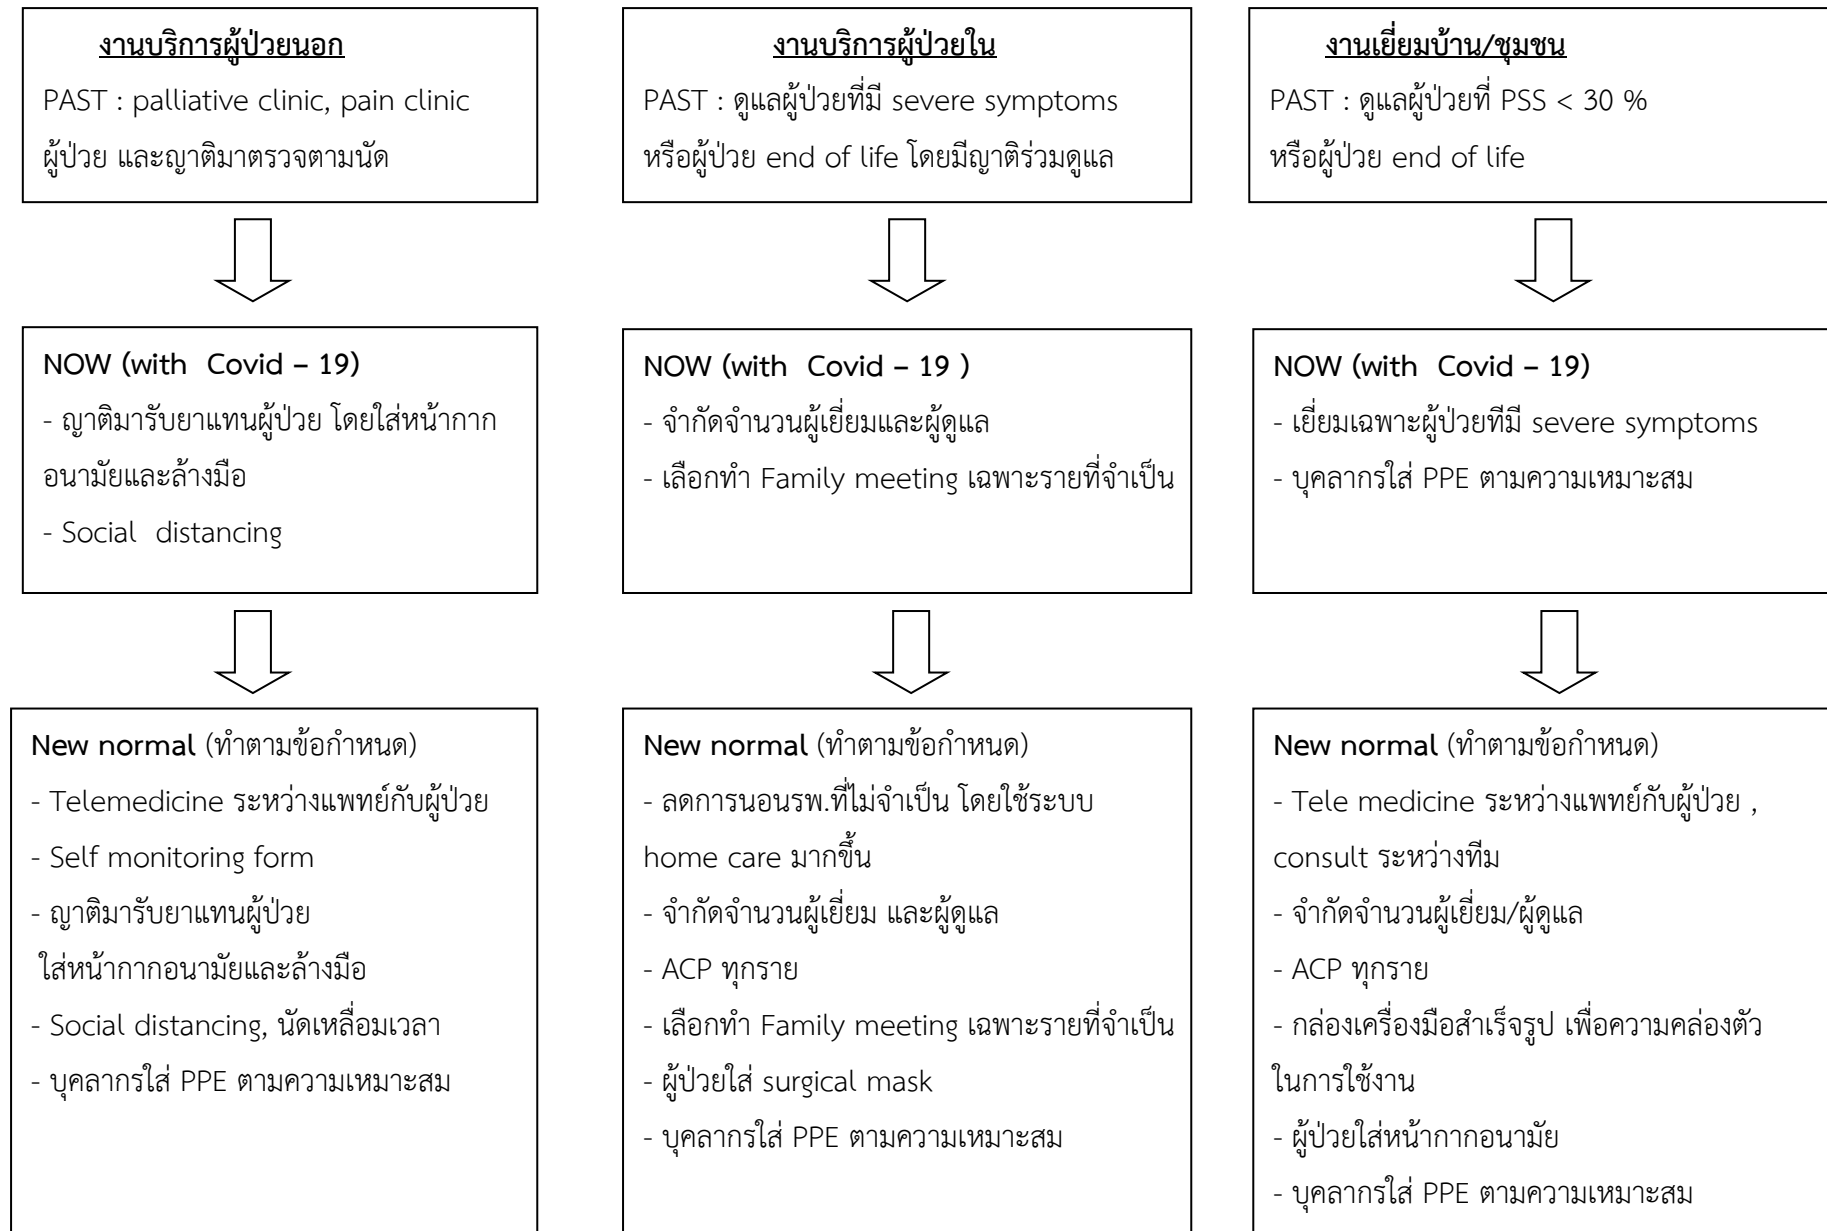 งานบริการผู้ป่วยนอก
PAST : palliative clinic, pain clinic
ผู้ป่วย และญาติมาตรวจตามนัด
งานบริการผู้ป่วยใน
PAST : ดูแลผู้ป่วยที่มี severe symptoms
หรือผู้ป่วย end of life โดยมีญาติร่วมดูแล
งานเยี่ยมบ้าน/ชุมชน
PAST : ดูแลผู้ป่วยที่ PSS < 30 %
หรือผู้ป่วย end of life
NOW (with Covid – 19)
- ญาติมารับยาแทนผู้ป่วย โดยใส่หน้ากาก
อนามัยและล้างมือ
- Social distancing
NOW (with Covid – 19 )
- จำกัดจำนวนผู้เยี่ยมและผู้ดูแล
- เลือกทำ Family meeting เฉพาะรายที่จำเป็น
NOW (with Covid – 19)
- เยี่ยมเฉพาะผู้ป่วยทีมี severe symptoms
- บุคลากรใส่ PPE ตามความเหมาะสม
New normal (ทำตามข้อกำหนด)
- Telemedicine ระหว่างแพทย์กับผู้ป่วย
- Self monitoring form
- ญาติมารับยาแทนผู้ป่วย
ใส่หน้ากากอนามัยและล้างมือ
- Social distancing, นัดเหลื่อมเวลา
- บุคลากรใส่ PPE ตามความเหมาะสม
New normal (ทำตามข้อกำหนด)
- ลดการนอนรพ.ที่ไม่จำเป็น โดยใช้ระบบ
home care มากขึ้น
- จำกัดจำนวนผู้เยี่ยม และผู้ดูแล
- ACP ทุกราย
- เลือกทำ Family meeting เฉพาะรายที่จำเป็น
- ผู้ป่วยใส่ surgical mask
- บุคลากรใส่ PPE ตามความเหมาะสม
New normal (ทำตามข้อกำหนด)
- Tele medicine ระหว่างแพทย์กับผู้ป่วย ,
consult ระหว่างทีม
- จำกัดจำนวนผู้เยี่ยม/ผู้ดูแล
- ACP ทุกราย
- กล่องเครื่องมือสำเร็จรูป เพื่อความคล่องตัว
ในการใช้งาน
- ผู้ป่วยใส่หน้ากากอนามัย
- บุคลากรใส่ PPE ตามความเหมาะสม